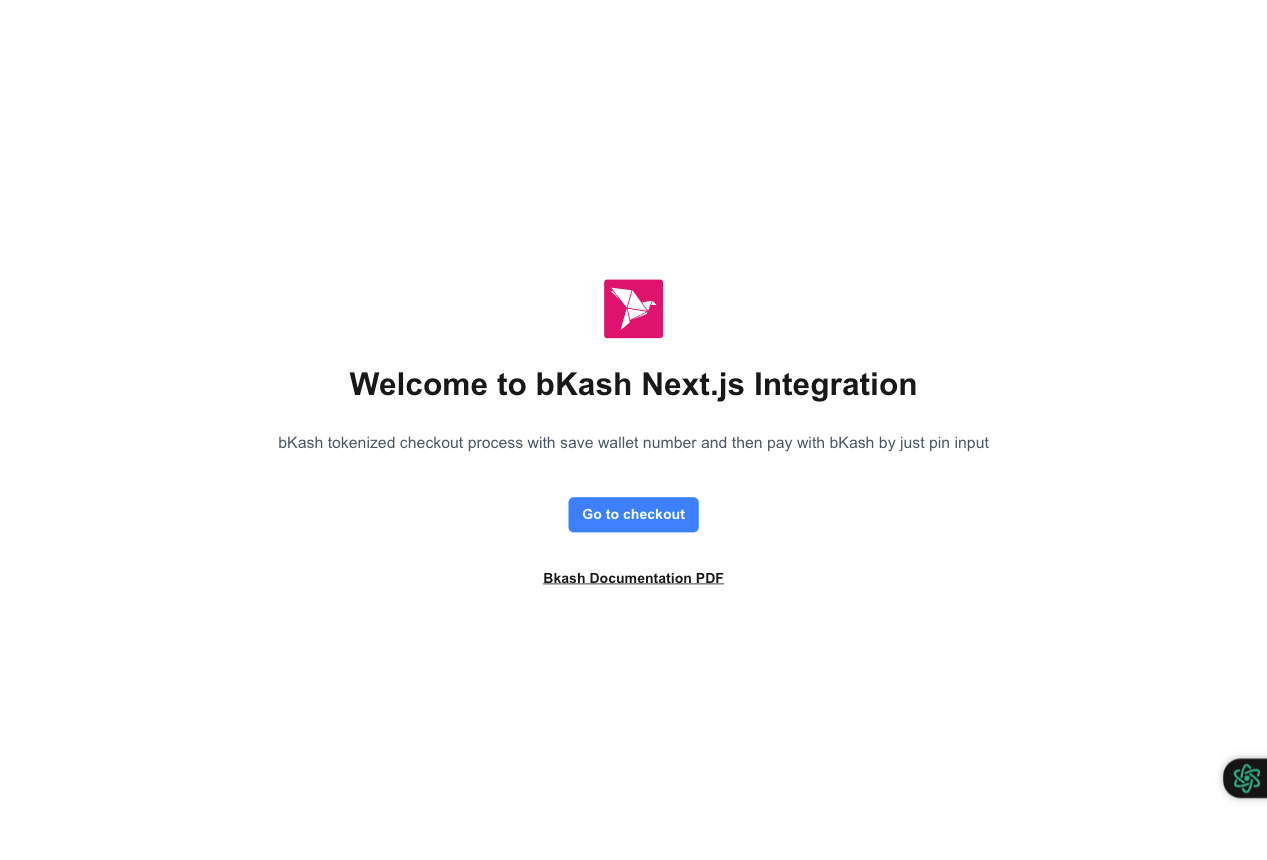 Welcome to bKash Next.js Integration
bKash tokenized checkout process with save wallet number and then pay with bKash by just pin input
Go to checkout
Bkash Documentation PDF